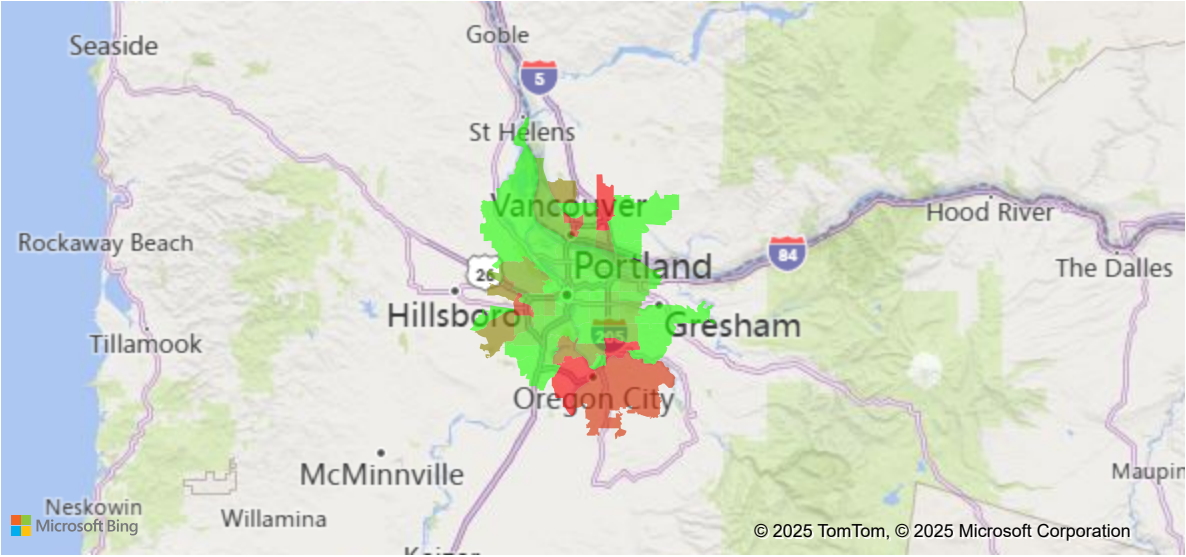 Goble
Seaside
5
St Helens
Vancouver
Hood River
Rockaway Beach
84
Portland
The Dalles
26
Hillsboro
Gresham
205
Tillamook
Oregon City
McMinnville
Maupin
Neskowin
Willamina
Microsoft Bing
© 2025 TomTom, © 2025 Microsoft Corporation